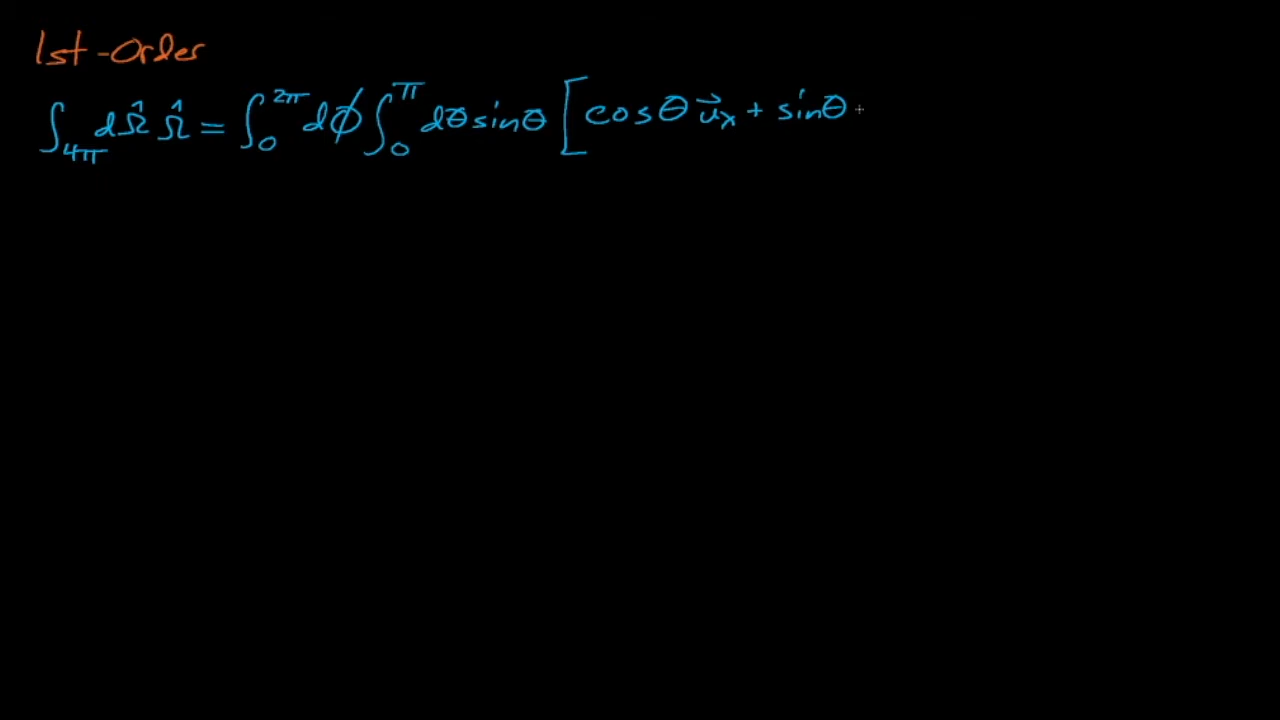 1st-Order
∫_{4π} dΩ̂ Ω̂ = ∫_0^{2π} dϕ ∫_0^{π} dθ sinθ [ cosθ u⃗_x + sinθ